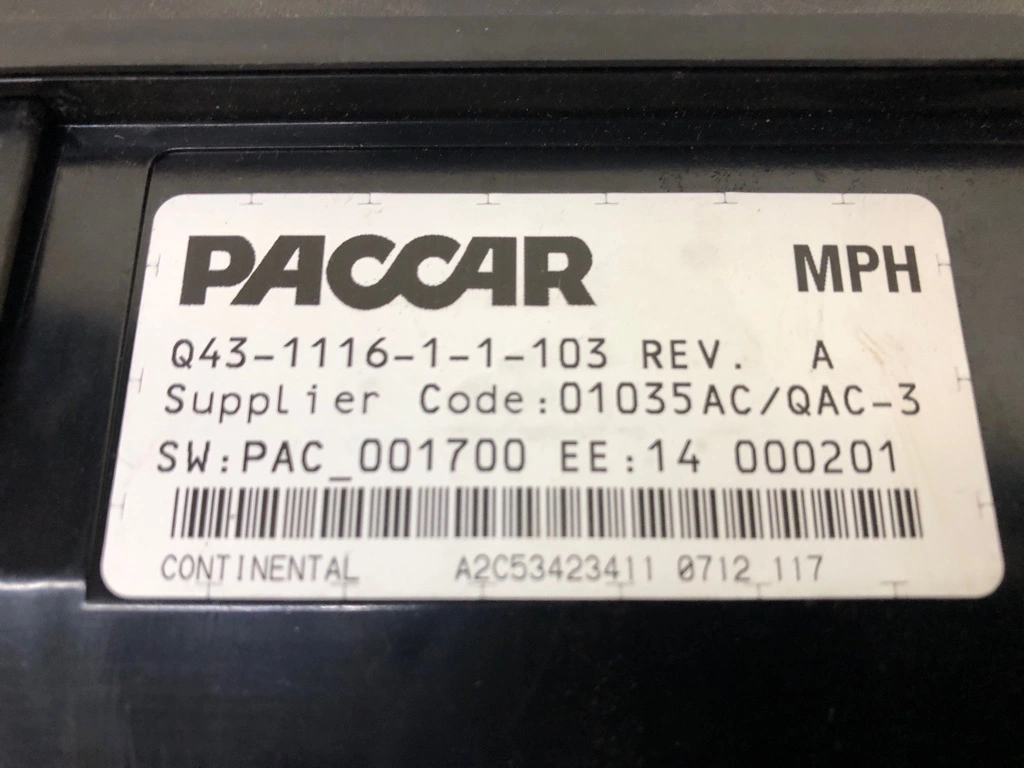 PACCAR MPH
Q43-1116-1-1-103 REV. A
Supplier Code:01035AC/QAC-3
SW:PAC_001700 EE:14 000201
CONTINENTAL A2C53423411 0712 117